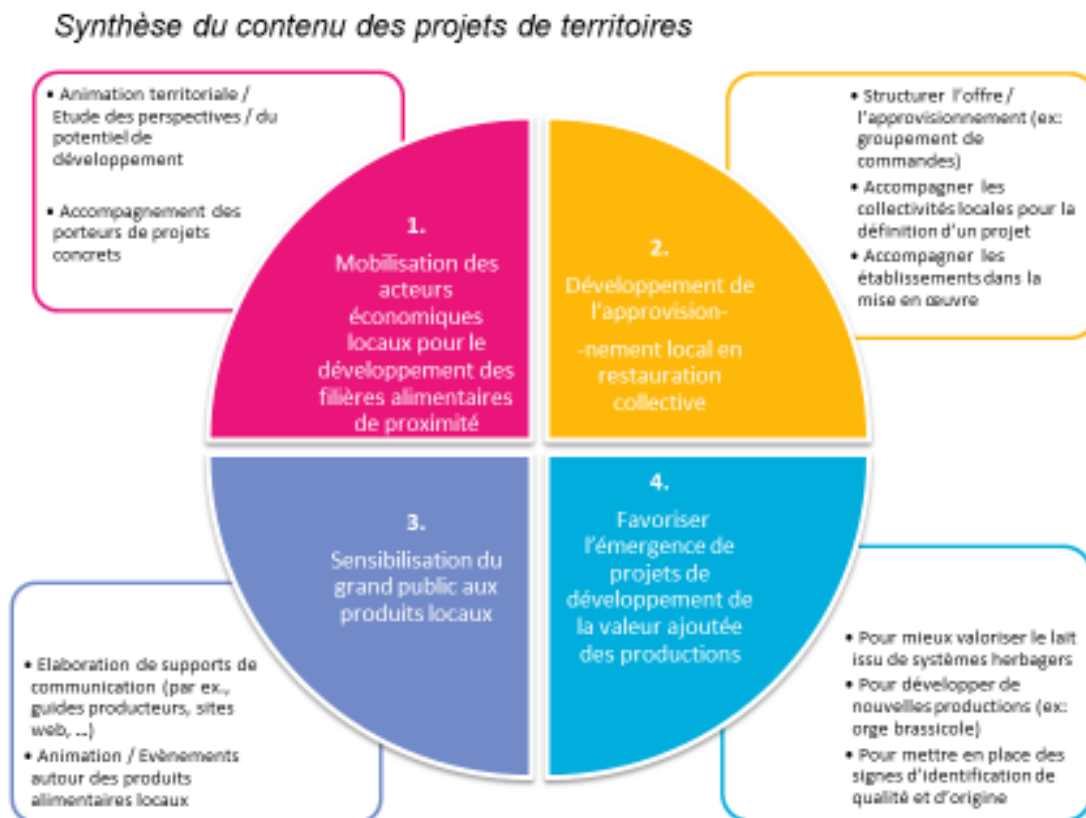 Synthèse du contenu des projets de territoires
• Animation territoriale /
Etude des perspectives / du
potentiel de
développement
• Accompagnement des
porteurs de projets
concrets
• Structurer l'offre /
l'approvisionnement (ex:
groupement de
commandes)
• Accompagner les
collectivités locales pour la
définition d'un projet
• Accompagner les
établissements dans la
mise en œuvre
1.
Mobilisation des
acteurs
économiques
locaux pour le
développement des
filières alimentaires
de proximité
2.
Développement de
l'approvision-
-nement local en
restauration
collective
3.
Sensibilisation du
grand public aux
produits locaux
4.
Favoriser
l'émergence de
projets de
développement de
la valeur ajoutée
des productions
• Elaboration de supports de
communication (par ex.,
guides producteurs, sites
web, ...)
• Animation / Evènements
autour des produits
alimentaires locaux
• Pour mieux valoriser le lait
issu de systèmes herbagers
• Pour développer de
nouvelles productions (ex:
orge brassicole)
• Pour mettre en place des
signes d'identification de
qualité et d'origine